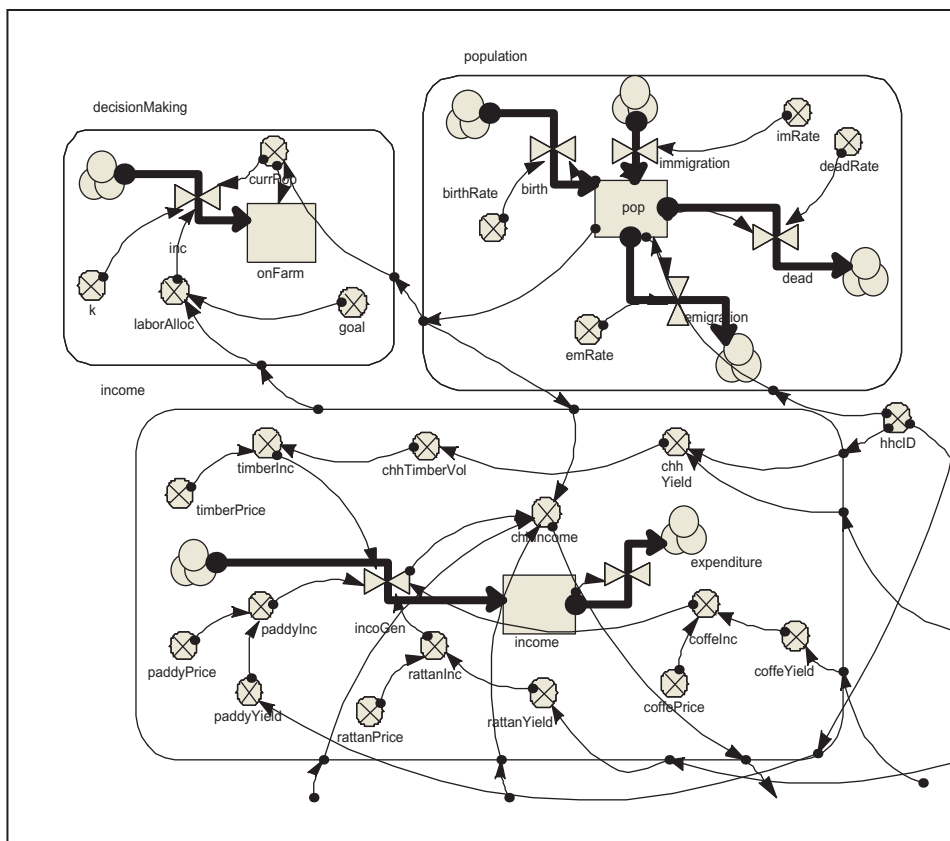 population
decisionMaking
imRate
deadRate
immigration
currPop
birthRate
birth
pop
inc
onFarm
dead
k
laborAlloc
goal
emigration
emRate
income
hhcID
timberInc
chhTimberVol
chh
Yield
timberPrice
chhIncome
expenditure
paddyInc
incoGen
income
coffeInc
paddyPrice
rattanInc
coffeYield
paddyYield
rattanYield
coffePrice
rattanPrice